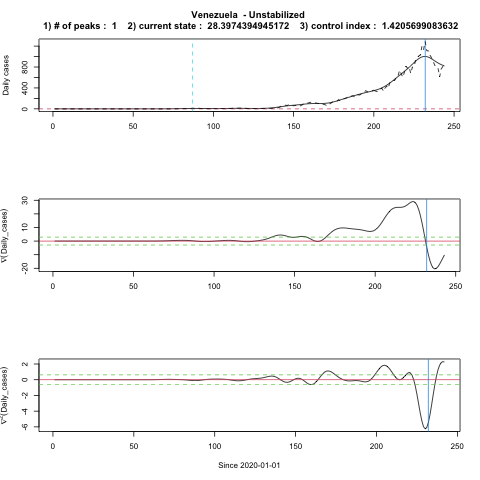 Venezuela - Unstabilized
1) # of peaks : 1 2) current state : 28.3974394945172 3) control index : 1.4205699083632
Daily cases
800
400
0
0 50 100 150 200 250
∇(Daily_cases)
30
10
0
-20
0 50 100 150 200 250
∇²(Daily_cases)
2
0
-2
-4
-6
0 50 100 150 200 250
Since 2020-01-01